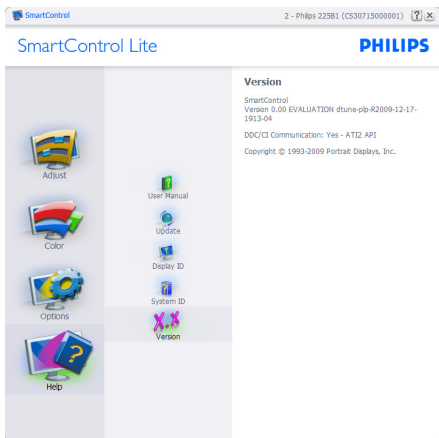 SmartControl
2 - Philips 225B1 (CS30715000001)
?
SmartControl Lite
PHILIPS
Adjust
Color
Options
Help
User Manual
Update
Display ID
System ID
X.X
Version
Version
SmartControl
Version 0.00 EVALUATION dtune-plp-R2009-12-17-
1913-04
DDC/CI Communication: Yes - ATI2 API
Copyright © 1993-2009 Portrait Displays, Inc.